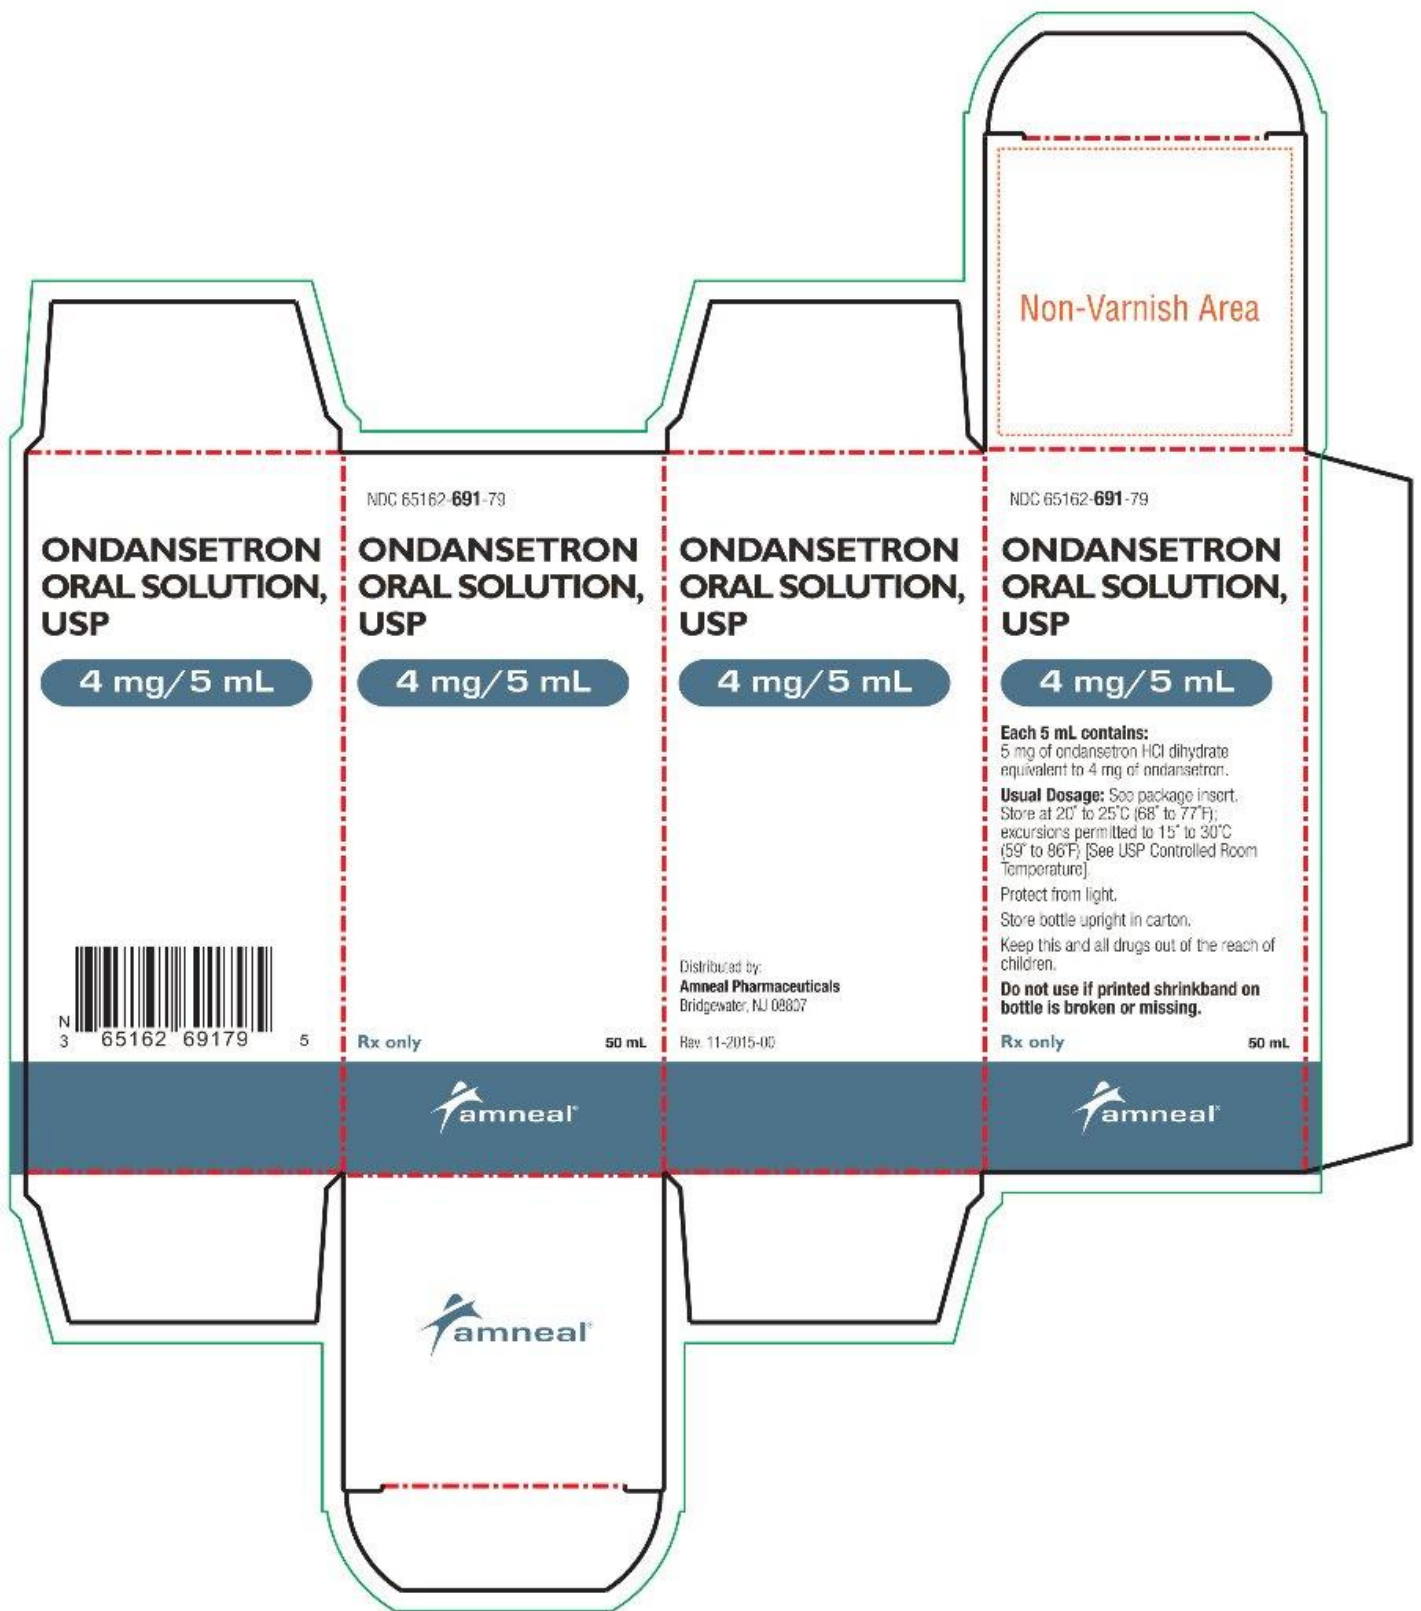 Non-Varnish Area
ONDANSETRON
ORAL SOLUTION,
USP
4 mg/5 mL
N
3 65162 69179 5
NDC 65162-691-79
ONDANSETRON
ORAL SOLUTION,
USP
4 mg/5 mL
Rx only 50 mL
amneal®
amneal®
ONDANSETRON
ORAL SOLUTION,
USP
4 mg/5 mL
Distributed by:
Amneal Pharmaceuticals
Bridgewater, NJ 08807
Rev. 11-2015-00
NDC 65162-691-79
ONDANSETRON
ORAL SOLUTION,
USP
4 mg/5 mL
Each 5 mL contains:
5 mg of ondansetron HCl dihydrate
equivalent to 4 mg of ondansetron.
Usual Dosage: See package insert.
Store at 20˚ to 25˚C (68˚ to 77˚F);
excursions permitted to 15˚ to 30˚C
(59˚ to 86˚F) [See USP Controlled Room
Temperature].
Protect from light.
Store bottle upright in carton.
Keep this and all drugs out of the reach of
children.
Do not use if printed shrinkband on
bottle is broken or missing.
Rx only 50 mL
amneal®